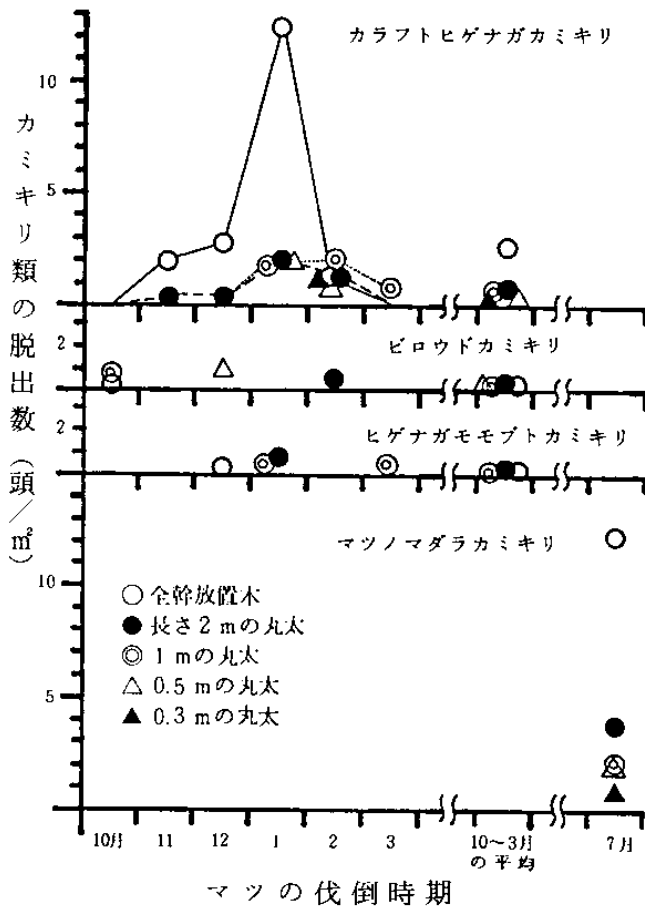 カラフトヒゲナガカミキリ
10
5
カミキリ類の脱出数(頭/㎡)
ビロウドカミキリ
2
ヒゲナガモモブトカミキリ
2
マツノマダラカミキリ
10
○全幹放置木
●長さ2mの丸太
◎1mの丸太
△0.5mの丸太
▲0.3mの丸太
5
0
10月 11 12 1 2 3 10~3月の平均 7月
マツの伐倒時期